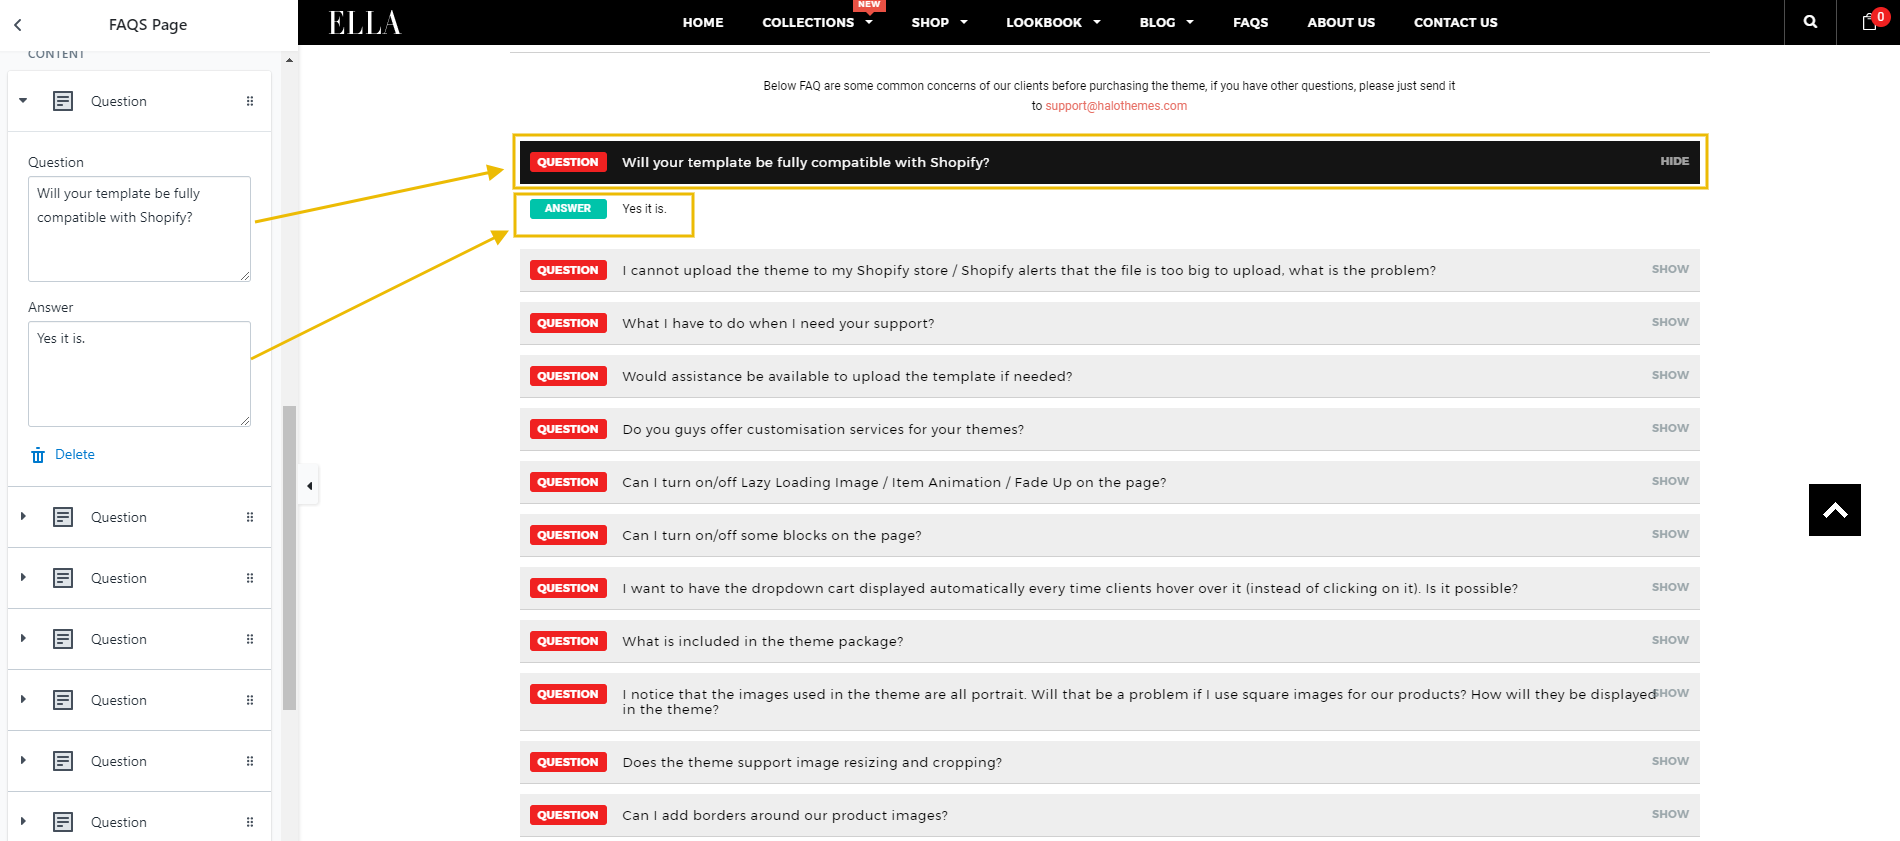 FAQS Page
CONTENT
Question
Question
Will your template be fully
compatible with Shopify?
Answer
Yes it is.
Delete
Question
Question
Question
Question
Question
Question
ELLA
HOME
COLLECTIONS
NEW
SHOP
LOOKBOOK
BLOG
FAQS
ABOUT US
CONTACT US
0
Below FAQ are some common concerns of our clients before purchasing the theme, if you have other questions, please just send it
to support@halothemes.com
QUESTION Will your template be fully compatible with Shopify? HIDE
ANSWER Yes it is.
QUESTION I cannot upload the theme to my Shopify store / Shopify alerts that the file is too big to upload, what is the problem? SHOW
QUESTION What I have to do when I need your support? SHOW
QUESTION Would assistance be available to upload the template if needed? SHOW
QUESTION Do you guys offer customisation services for your themes? SHOW
QUESTION Can I turn on/off Lazy Loading Image / Item Animation / Fade Up on the page? SHOW
QUESTION Can I turn on/off some blocks on the page? SHOW
QUESTION I want to have the dropdown cart displayed automatically every time clients hover over it (instead of clicking on it). Is it possible? SHOW
QUESTION What is included in the theme package? SHOW
QUESTION I notice that the images used in the theme are all portrait. Will that be a problem if I use square images for our products? How will they be displayed SHOW
in the theme?
QUESTION Does the theme support image resizing and cropping? SHOW
QUESTION Can I add borders around our product images? SHOW